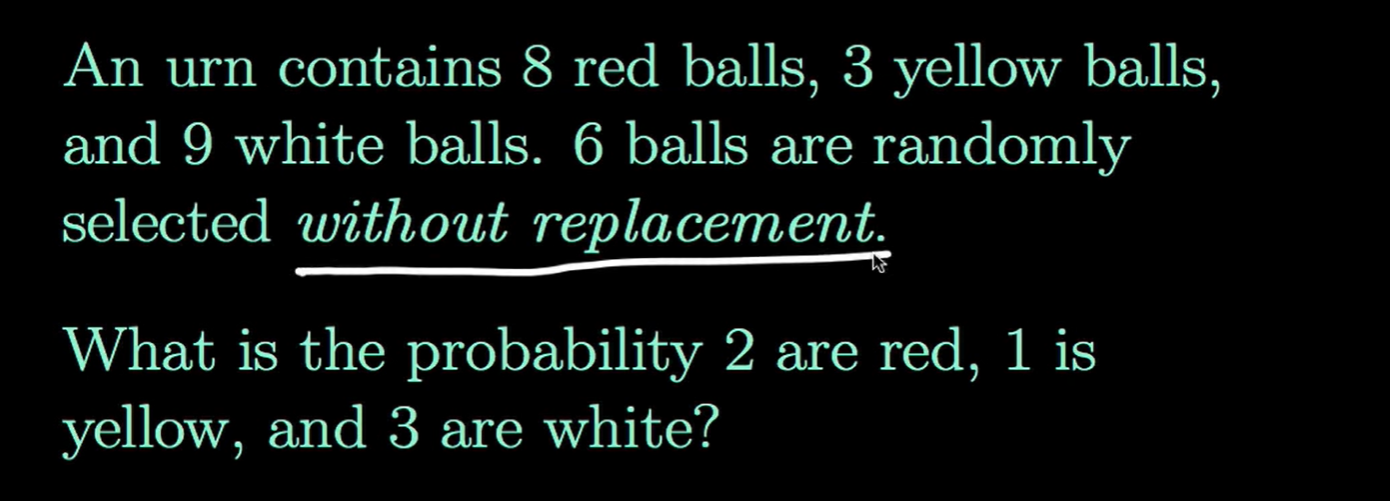 An urn contains 8 red balls, 3 yellow balls,
and 9 white balls. 6 balls are randomly
selected without replacement.
What is the probability 2 are red, 1 is
yellow, and 3 are white?